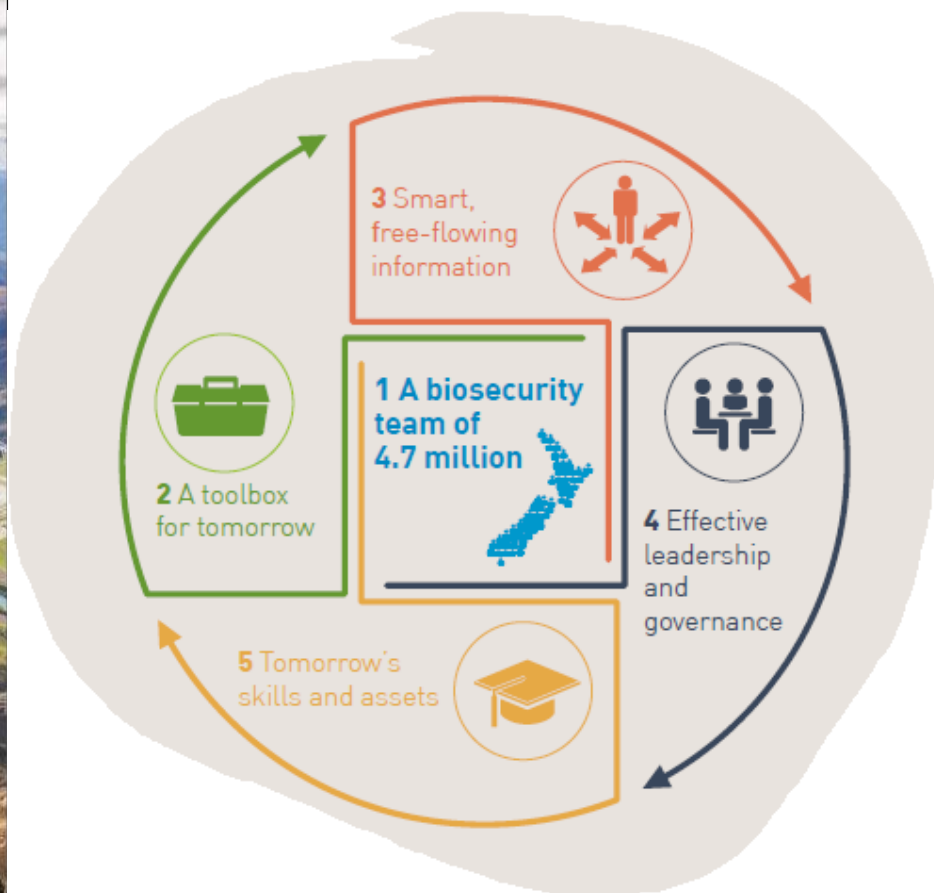 3 Smart,
free-flowing
information
1 A biosecurity
team of
4.7 million
2 A toolbox
for tomorrow
4 Effective
leadership
and
governance
5 Tomorrow's
skills and assets